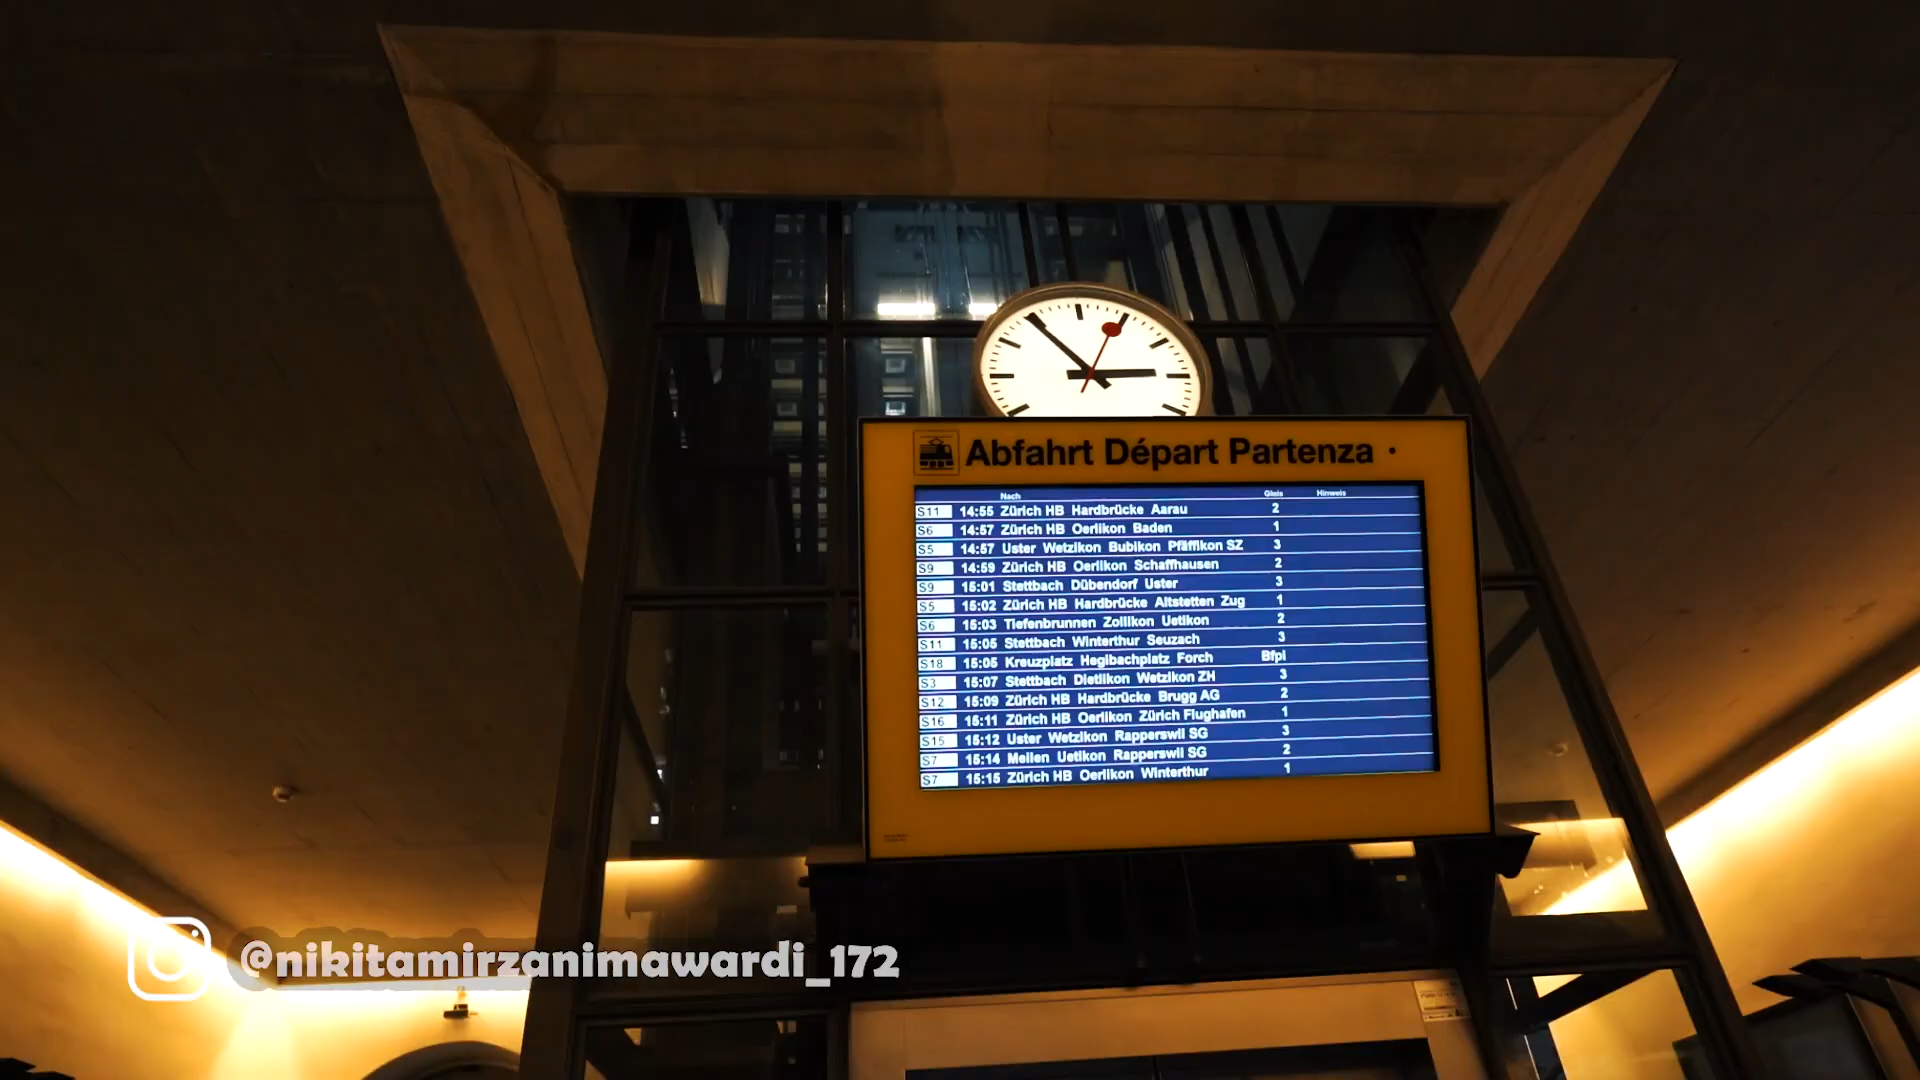 Abfahrt Départ Partenza
Nach Gleis Hinweis
S11 14:55 Zürich HB Hardbrücke Aarau 2
S6 14:57 Zürich HB Oerlikon Baden 1
S5 14:57 Uster Wetzikon Bubikon Pfäffikon SZ 3
S9 14:59 Zürich HB Oerlikon Schaffhausen 2
S9 15:01 Stettbach Dübendorf Uster 3
S5 15:02 Zürich HB Hardbrücke Altstetten Zug 1
S6 15:03 Tiefenbrunnen Zollikon Uetikon 2
S11 15:05 Stettbach Winterthur Seuzach 3
S18 15:05 Kreuzplatz Hegibachplatz Forch Bfpl
S3 15:07 Stettbach Dietlikon Wetzikon ZH 3
S12 15:09 Zürich HB Hardbrücke Brugg AG 2
S16 15:11 Zürich HB Oerlikon Zürich Flughafen 1
S15 15:12 Uster Wetzikon Rapperswil SG 3
S7 15:14 Meilen Uetikon Rapperswil SG 2
S7 15:15 Zürich HB Oerlikon Winterthur 1
@nikitamirzanimawardi_172